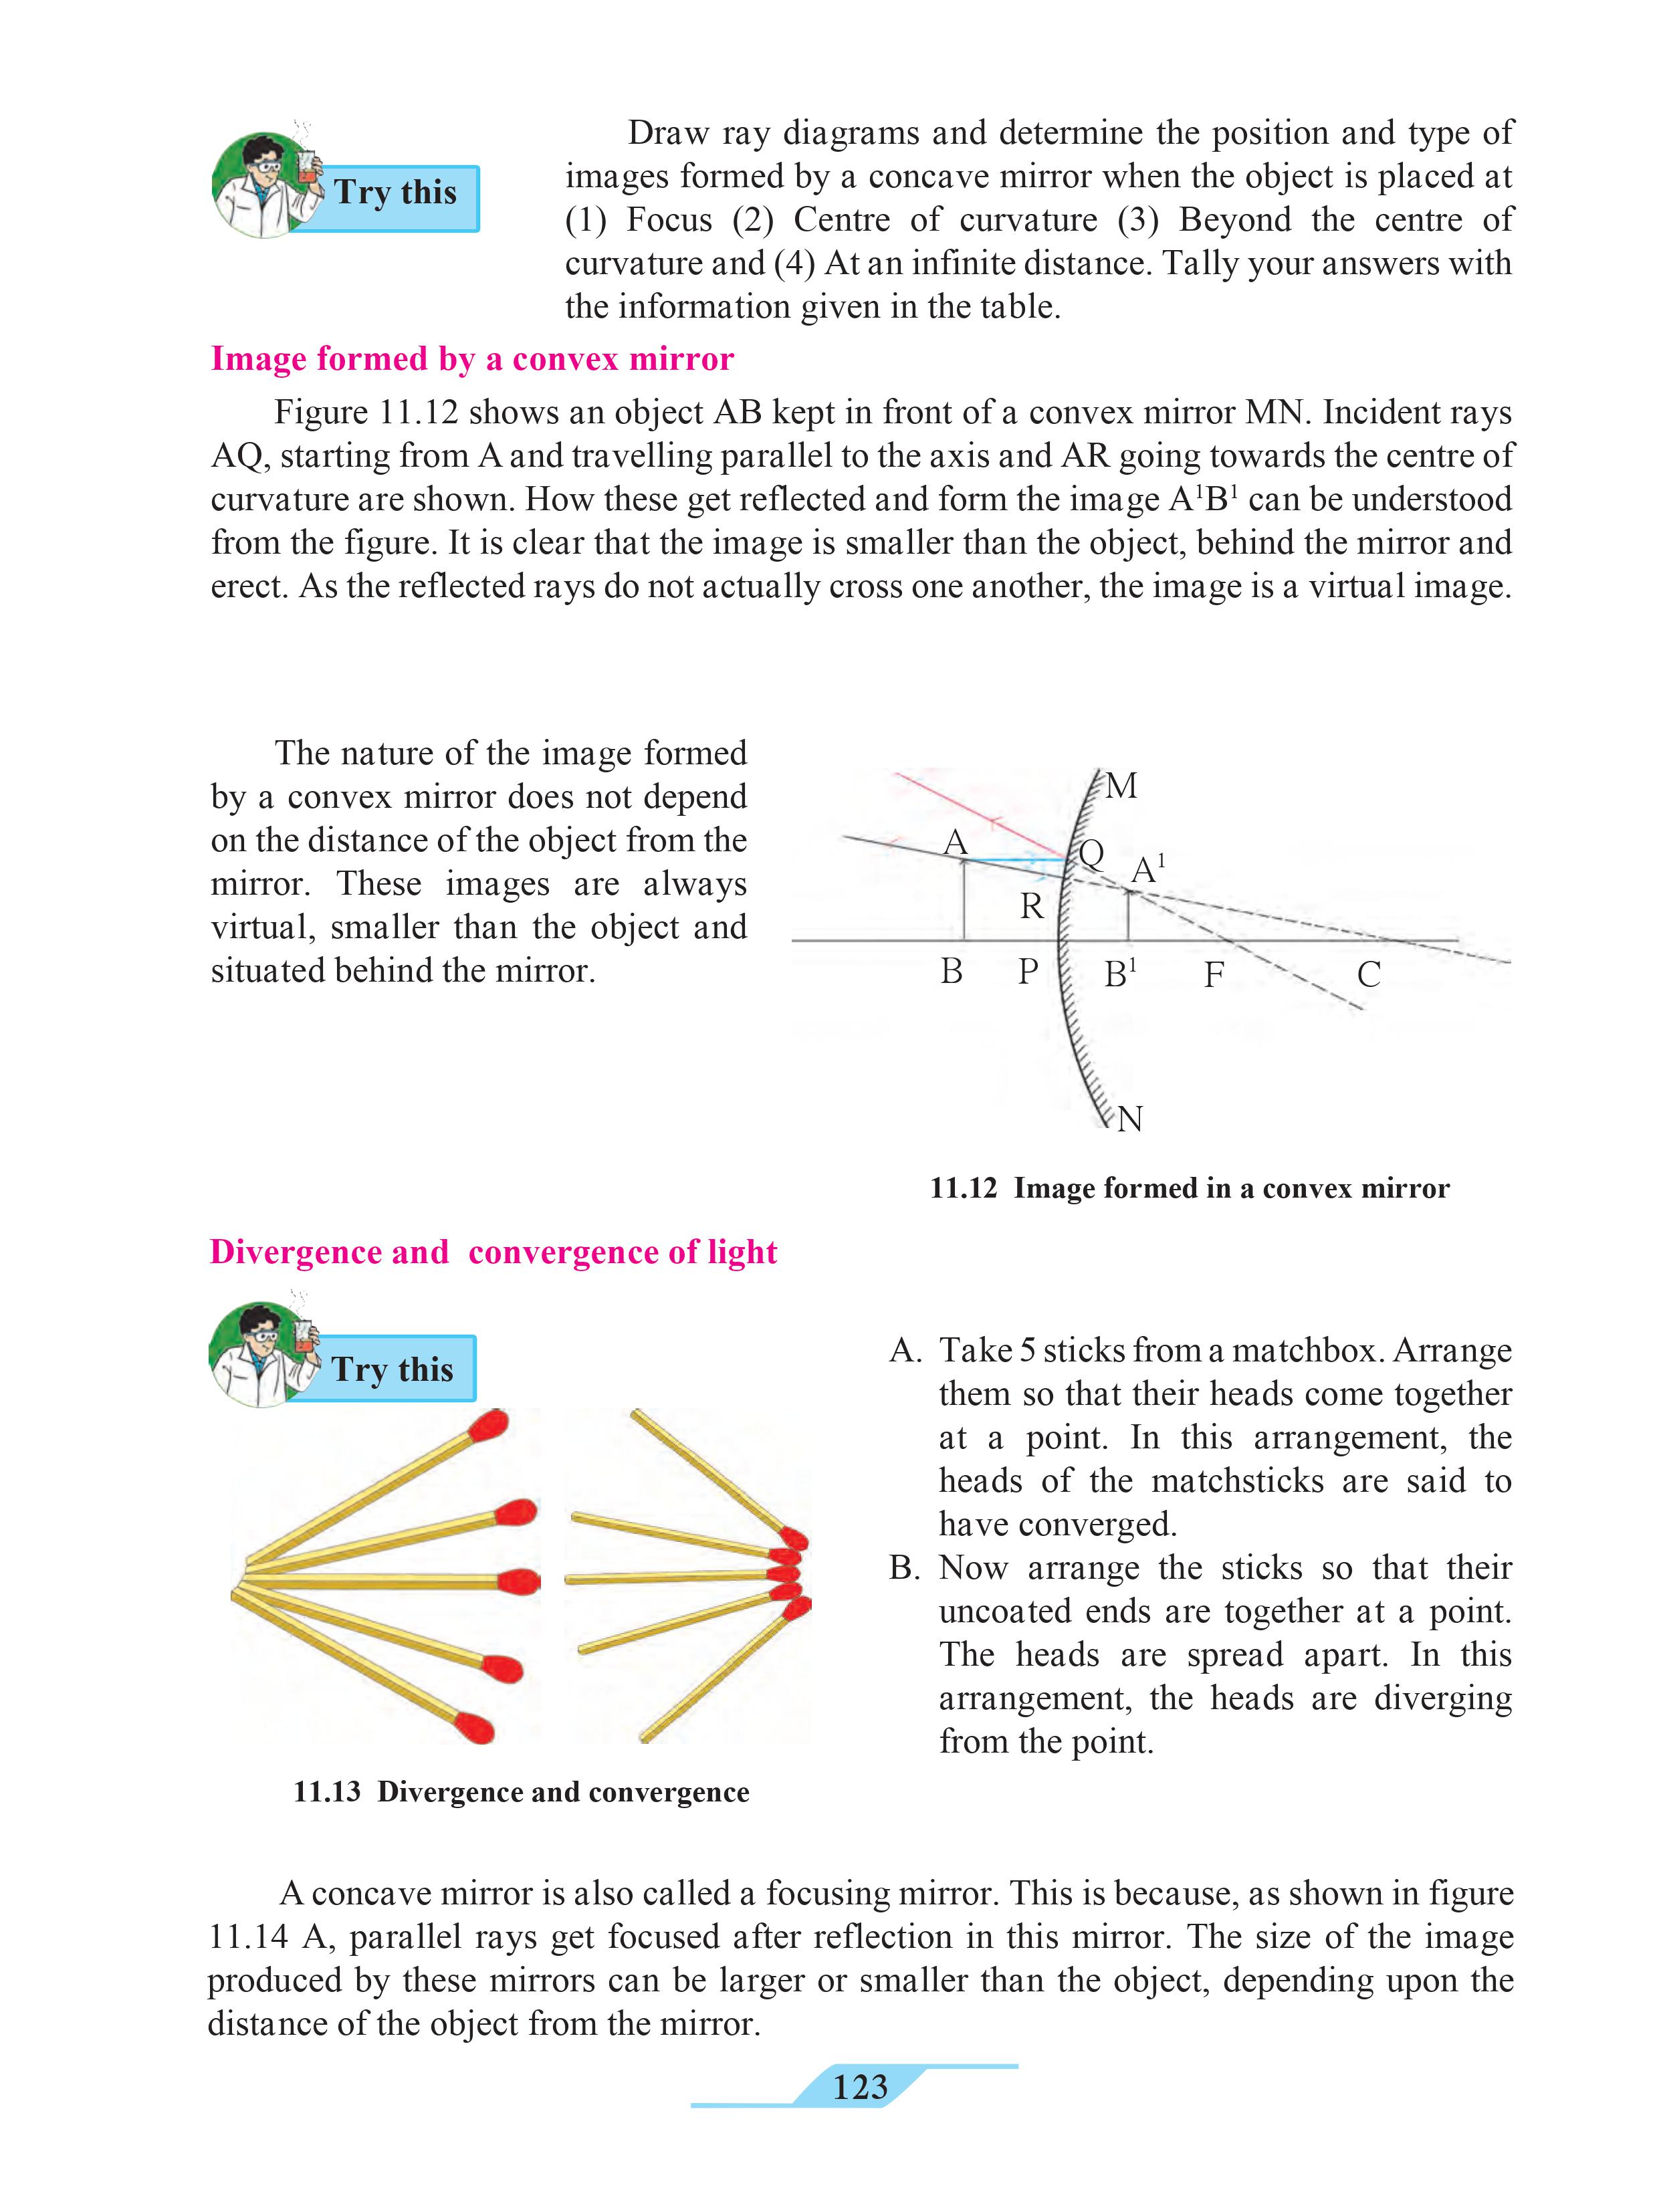 Try this
Draw ray diagrams and determine the position and type of
images formed by a concave mirror when the object is placed at
(1) Focus (2) Centre of curvature (3) Beyond the centre of
curvature and (4) At an infinite distance. Tally your answers with
the information given in the table.
Image formed by a convex mirror
Figure 11.12 shows an object AB kept in front of a convex mirror MN. Incident rays
AQ, starting from A and travelling parallel to the axis and AR going towards the centre of
curvature are shown. How these get reflected and form the image A¹B¹ can be understood
from the figure. It is clear that the image is smaller than the object, behind the mirror and
erect. As the reflected rays do not actually cross one another, the image is a virtual image.
The nature of the image formed
by a convex mirror does not depend
on the distance of the object from the
mirror. These images are always
virtual, smaller than the object and
situated behind the mirror.
M
A
Q
A¹
R
B P B¹ F C
N
11.12 Image formed in a convex mirror
Divergence and convergence of light
Try this
11.13 Divergence and convergence
A. Take 5 sticks from a matchbox. Arrange
them so that their heads come together
at a point. In this arrangement, the
heads of the matchsticks are said to
have converged.
B. Now arrange the sticks so that their
uncoated ends are together at a point.
The heads are spread apart. In this
arrangement, the heads are diverging
from the point.
A concave mirror is also called a focusing mirror. This is because, as shown in figure
11.14 A, parallel rays get focused after reflection in this mirror. The size of the image
produced by these mirrors can be larger or smaller than the object, depending upon the
distance of the object from the mirror.
123